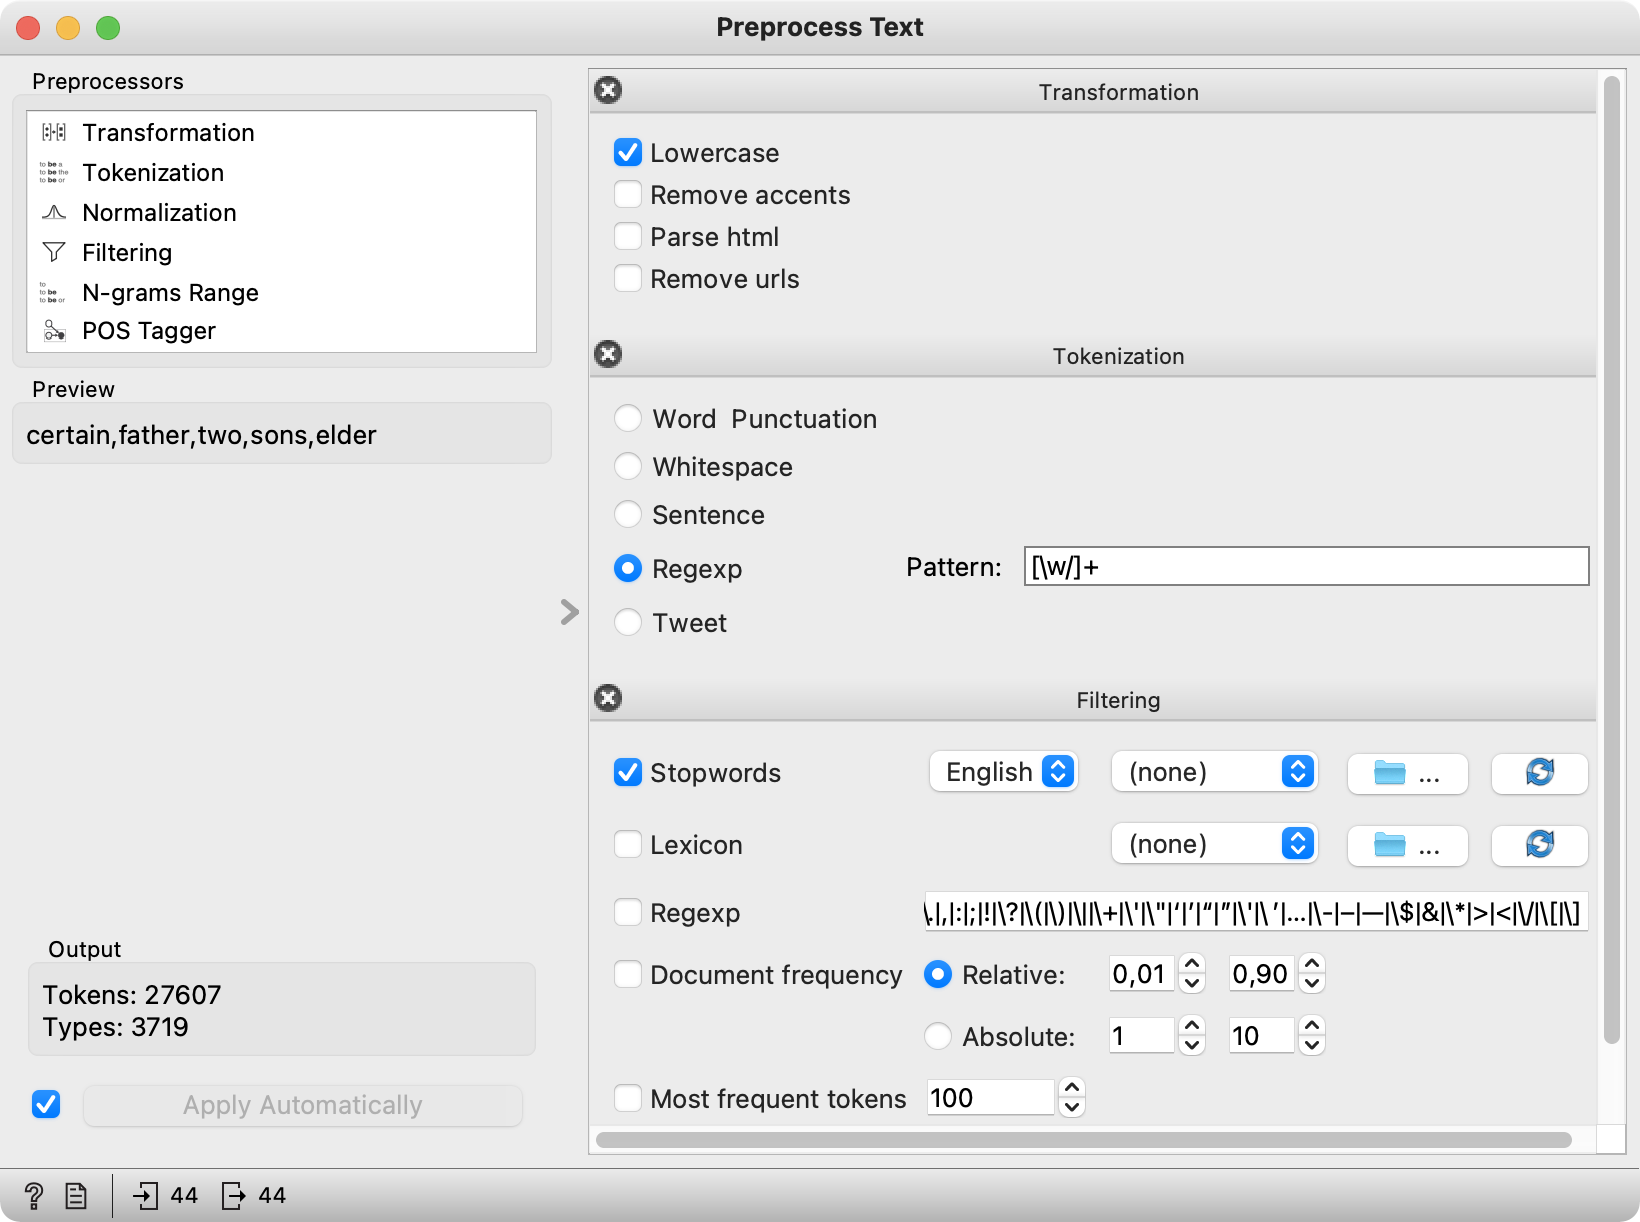 Preprocess Text
Preprocessors
Transformation
Tokenization
Normalization
Filtering
N-grams Range
POS Tagger
Preview
certain,father,two,sons,elder
Output
Tokens: 27607
Types: 3719
Apply Automatically
Transformation
Lowercase
Remove accents
Parse html
Remove urls
Tokenization
Word Punctuation
Whitespace
Sentence
Regexp Pattern: [\w/]+
Tweet
Filtering
Stopwords English (none) ...
Lexicon (none) ...
Regexp \.|,|:|;|!|\?|\(|\)|\||\+|\'|\"|‘|’|“|”|\'|\ ’|…|\-|–|—|\$|&|\*|>|<|\/|\[|\]
Document frequency Relative: 0,01 0,90
Absolute: 1 10
Most frequent tokens 100
? 44 44